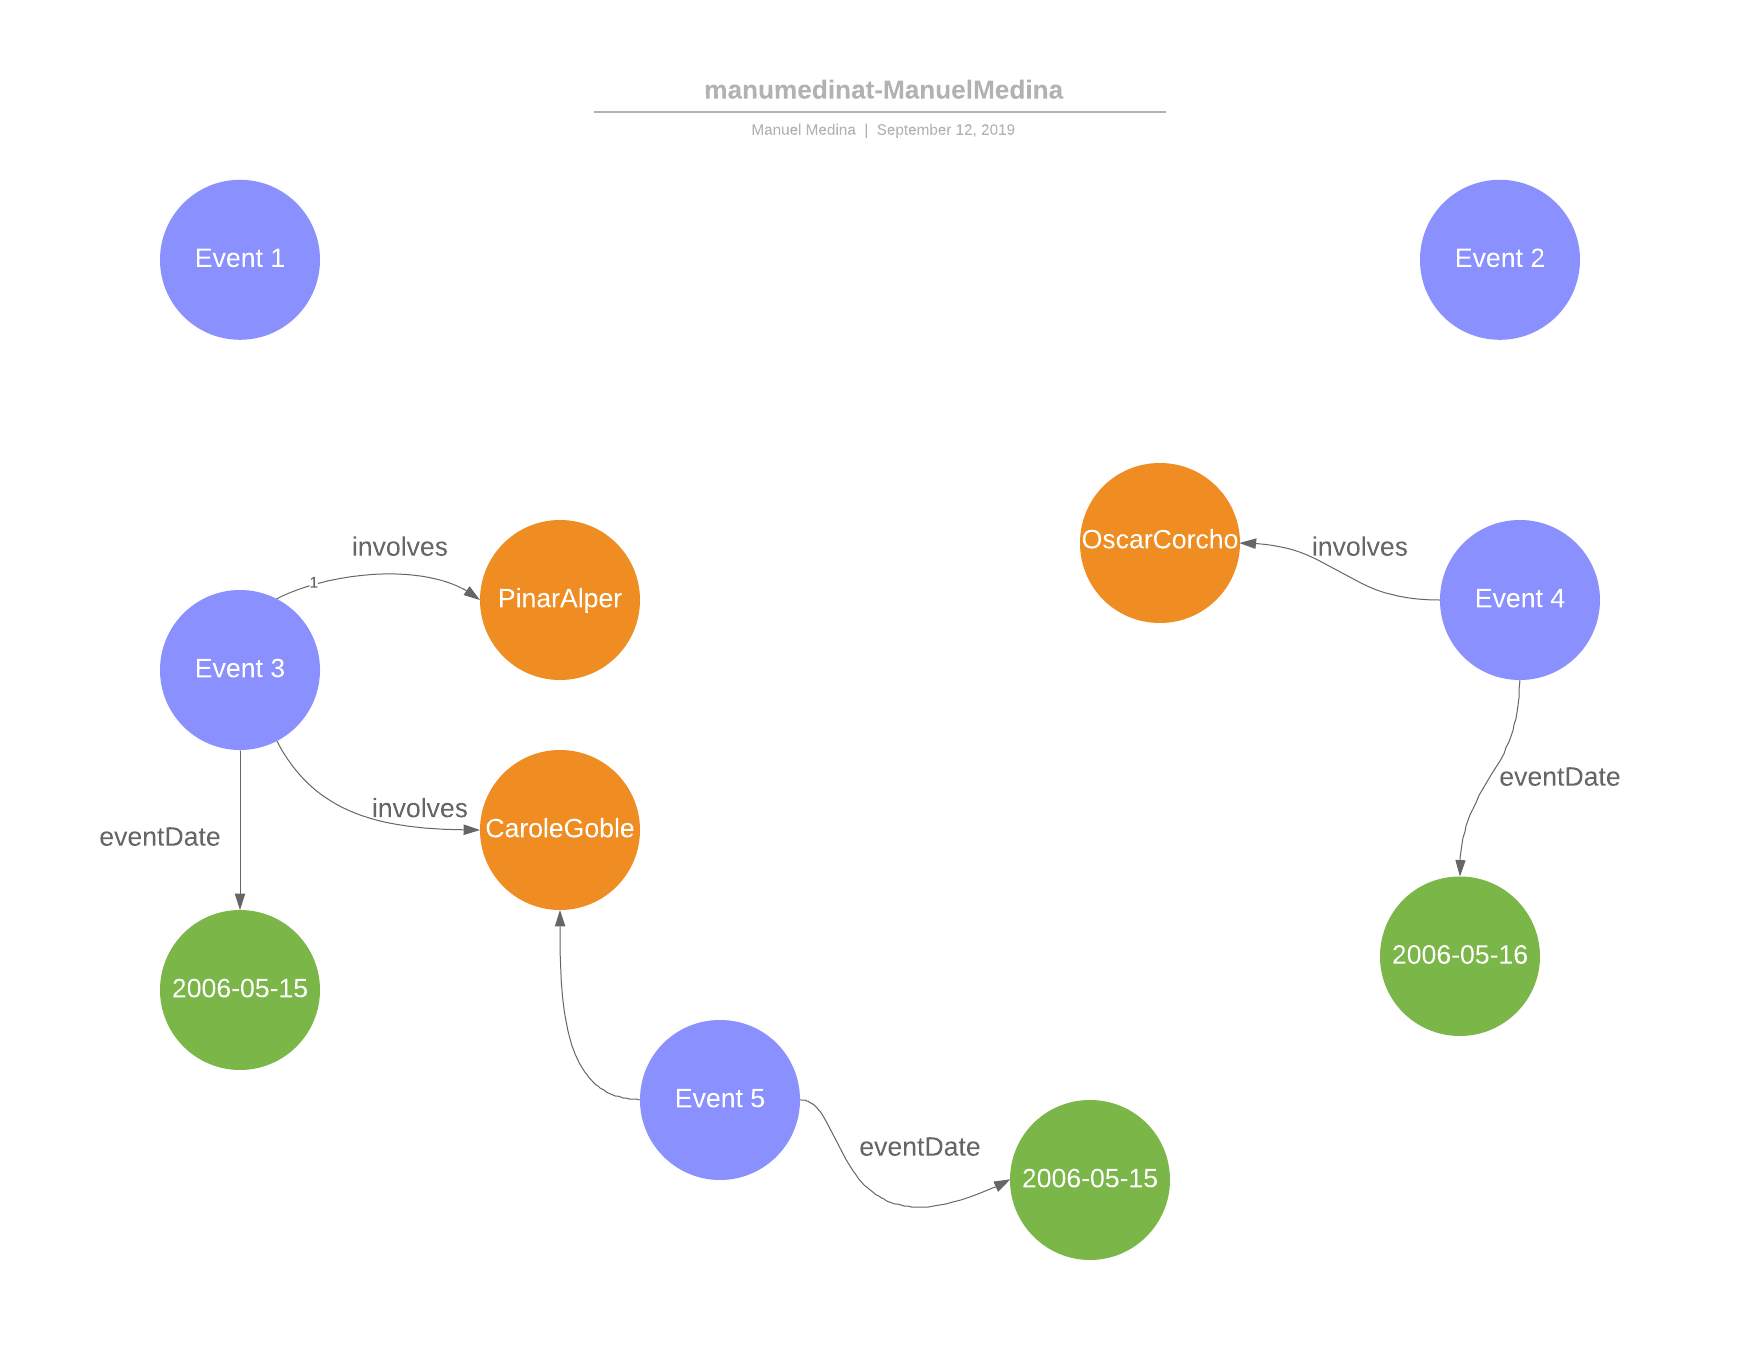 manumedinat-ManuelMedina
Manuel Medina | September 12, 2019
Event 1
Event 2
OscarCorcho
involves
Event 4
involves
1
PinarAlper
Event 3
eventDate
involves
CaroleGoble
eventDate
2006-05-16
2006-05-15
Event 5
eventDate
2006-05-15